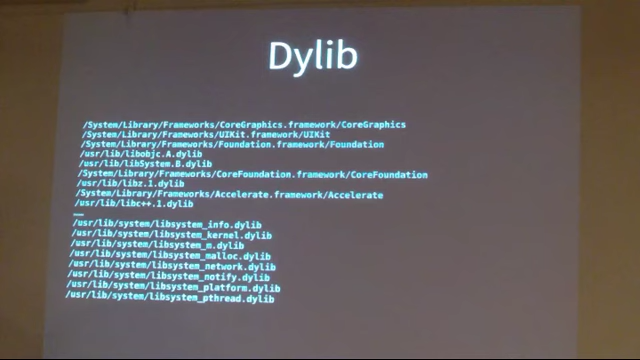 Dylib
/System/Library/Frameworks/CoreGraphics.framework/CoreGraphics
/System/Library/Frameworks/UIKit.framework/UIKit
/System/Library/Frameworks/Foundation.framework/Foundation
/usr/lib/libobjc.A.dylib
/usr/lib/libSystem.B.dylib
/System/Library/Frameworks/CoreFoundation.framework/CoreFoundation
/usr/lib/libz.1.dylib
/System/Library/Frameworks/Accelerate.framework/Accelerate
/usr/lib/libc++.1.dylib
—
/usr/lib/system/libsystem_info.dylib
/usr/lib/system/libsystem_kernel.dylib
/usr/lib/system/libsystem_m.dylib
/usr/lib/system/libsystem_malloc.dylib
/usr/lib/system/libsystem_network.dylib
/usr/lib/system/libsystem_notify.dylib
/usr/lib/system/libsystem_platform.dylib
/usr/lib/system/libsystem_pthread.dylib